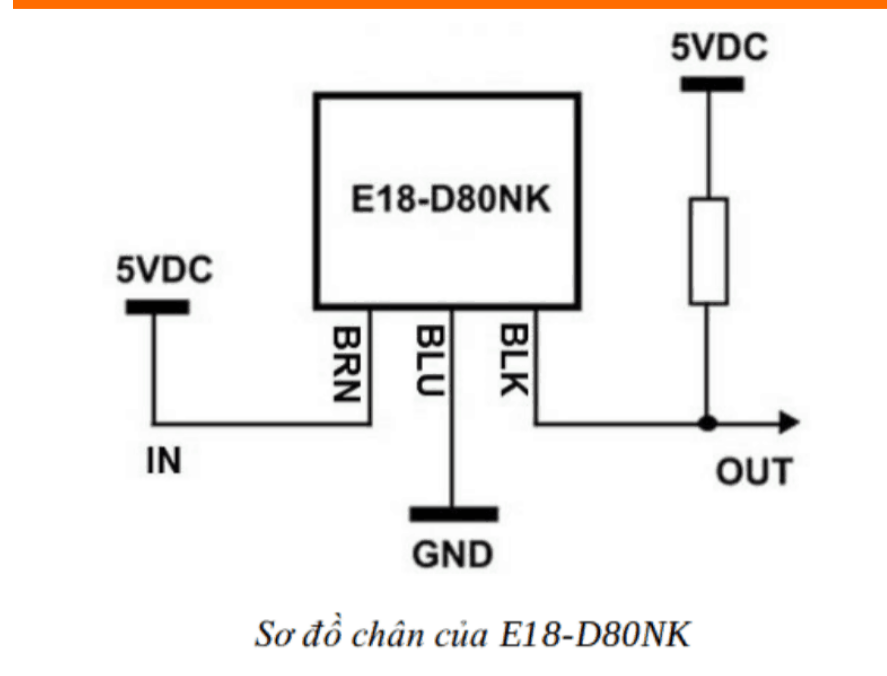 5VDC
E18-D80NK
5VDC
BRN
BLU
BLK
IN
OUT
GND
Sơ đồ chân của E18-D80NK